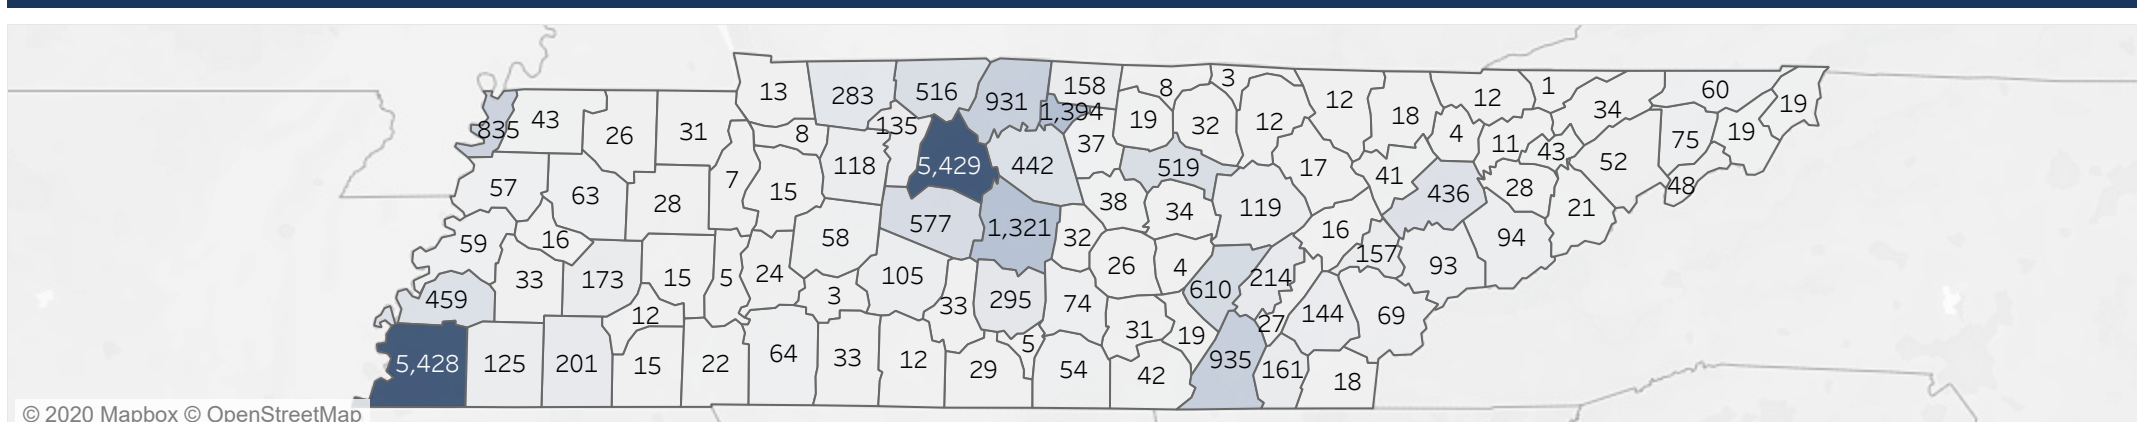 13 283 516 931 158 8 3 12 18 12 1 34 60 19
835 43 26 31 8 135 1,394 19 32 12 4 11 43 52 75 19
118 5,429 442 37 519 17 41 436 28 21 48
57 63 28 7 15 38 34 119
59 16 58 577 1,321 32 16 157 93 94
33 173 15 5 24 105 26 4 610 214
459 12 3 33 295 74 31 19 27 144 69
5,428 125 201 15 22 64 33 12 29 5 54 42 935 161 18
© 2020 Mapbox © OpenStreetMap